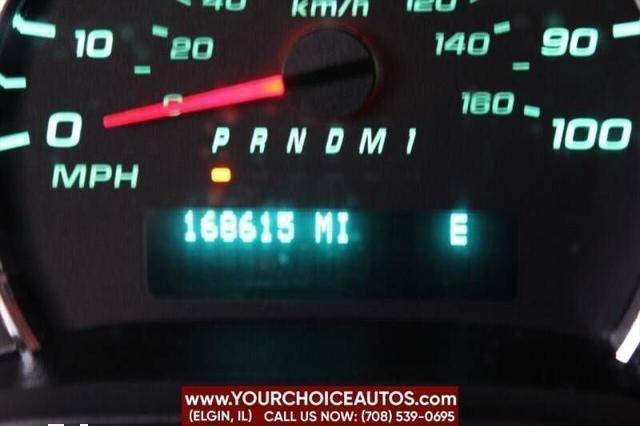 40 km/h 120
10 20 140 90
0 0 160 100
MPH P R N D M 1
168615 MI E
www.YOURCHOICEAUTOS.com
(ELGIN, IL) CALL US NOW: (708) 539-0695